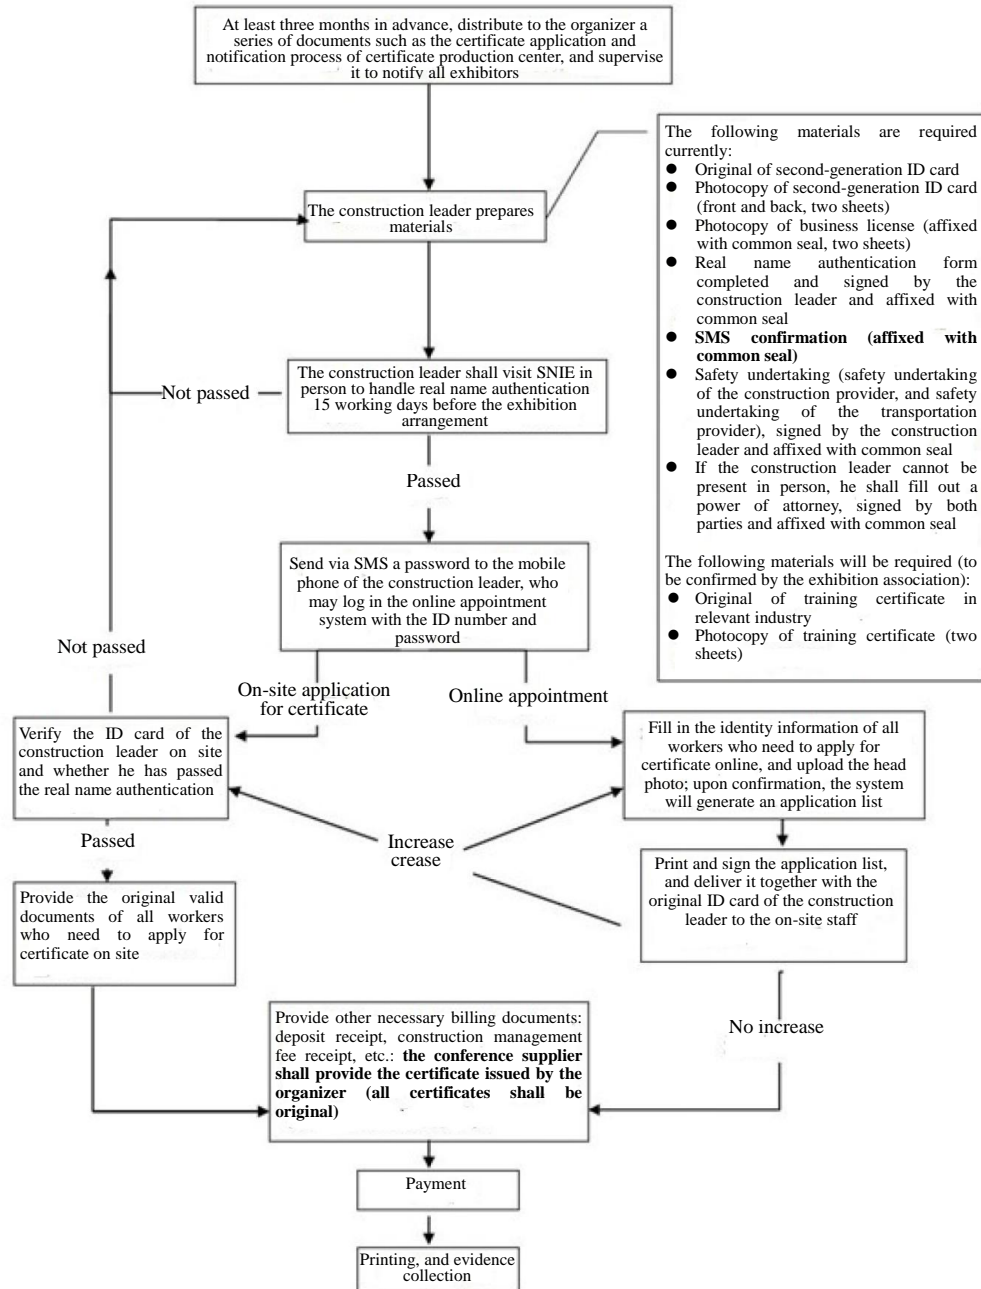 At least three months in advance, distribute to the organizer a
series of documents such as the certificate application and
notification process of certificate production center, and supervise
it to notify all exhibitors
The following materials are required
currently:
● Original of second-generation ID card
● Photocopy of second-generation ID card
(front and back, two sheets)
● Photocopy of business license (affixed
with common seal, two sheets)
● Real name authentication form
completed and signed by the
construction leader and affixed with
common seal
● SMS confirmation (affixed with
common seal)
● Safety undertaking (safety undertaking
of the construction provider, and safety
undertaking of the transportation
provider), signed by the construction
leader and affixed with common seal
● If the construction leader cannot be
present in person, he shall fill out a
power of attorney, signed by both
parties and affixed with common seal
The following materials will be required (to
be confirmed by the exhibition association):
● Original of training certificate in
relevant industry
● Photocopy of training certificate (two
sheets)
The construction leader prepares
materials
The construction leader shall visit SNIE in
person to handle real name authentication
15 working days before the exhibition
arrangement
Not passed
Passed
Send via SMS a password to the mobile
phone of the construction leader, who
may log in the online appointment
system with the ID number and
password
Not passed
On-site application
for certificate
Online appointment
Verify the ID card of the
construction leader on site
and whether he has passed
the real name authentication
Fill in the identity information of all
workers who need to apply for
certificate online, and upload the head
photo; upon confirmation, the system
will generate an application list
Passed
Increase
crease
Print and sign the application list,
and deliver it together with the
original ID card of the construction
leader to the on-site staff
Provide the original valid
documents of all workers
who need to apply for
certificate on site
No increase
Provide other necessary billing documents:
deposit receipt, construction management
fee receipt, etc.: the conference supplier
shall provide the certificate issued by the
organizer (all certificates shall be
original)
Payment
Printing, and evidence
collection